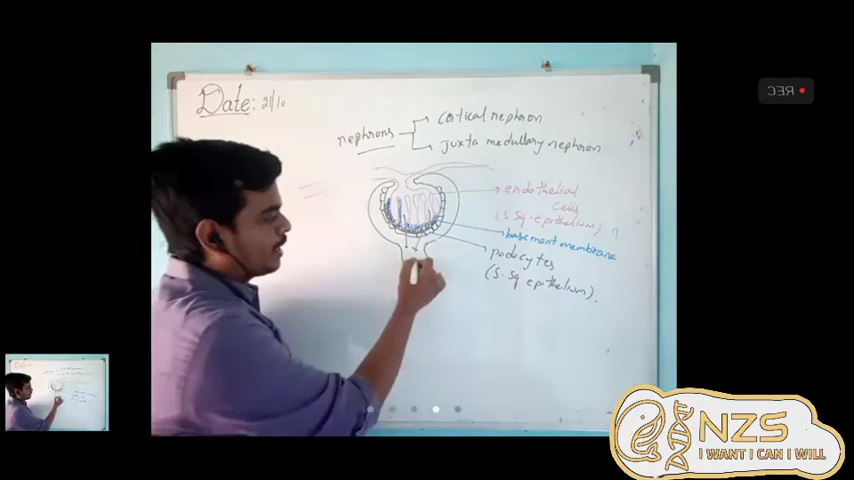 Date: 21/10
nephrons
cortical nephron
juxta medullary nephron
endothelial
cells
(S.Sq. epithelium)
basement membrane
podocytes
(S.Sq epithelium).
REC
NZS
I WANT I CAN I WILL